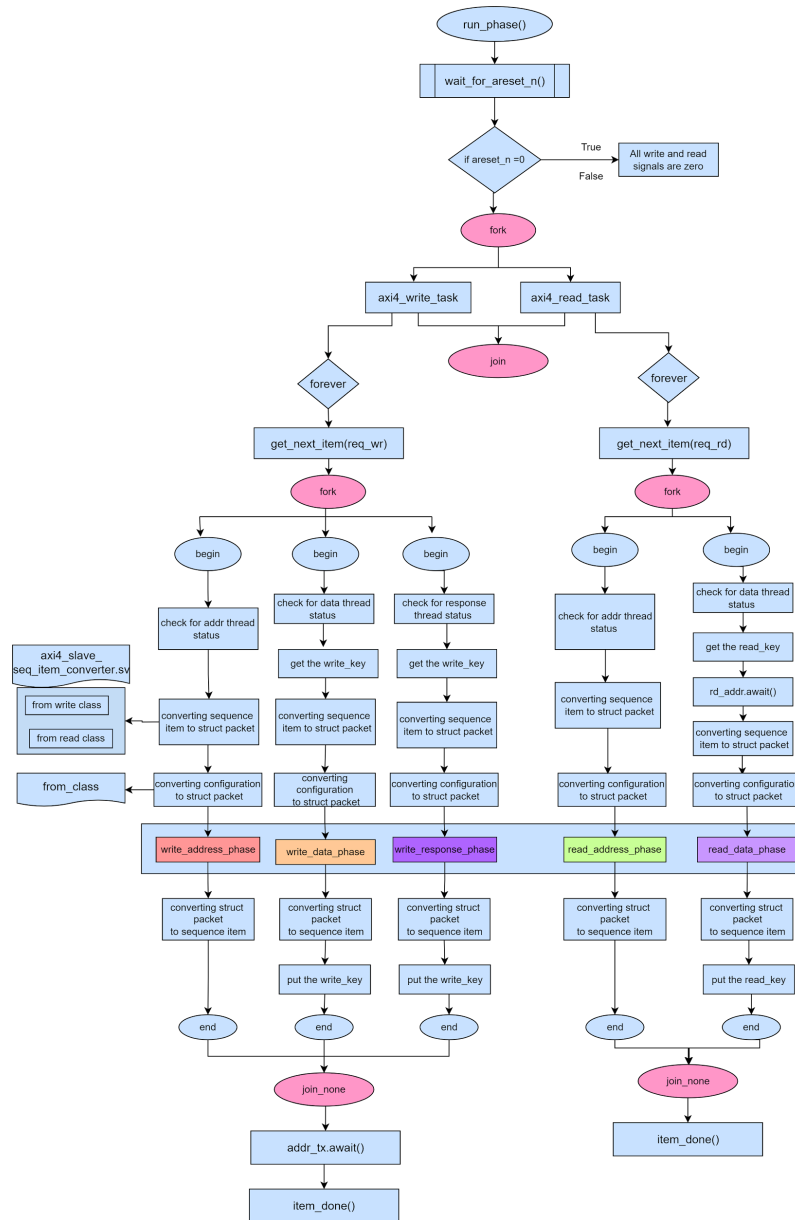 run_phase()
wait_for_areset_n()
if areset_n =0
True
False
All write and read
signals are zero
fork
axi4_write_task
axi4_read_task
join
forever
forever
get_next_item(req_wr)
get_next_item(req_rd)
fork
fork
begin
begin
begin
begin
begin
check for addr thread
status
check for data thread
status
check for response
thread status
check for addr thread
status
check for data thread
status
get the write_key
get the write_key
get the read_key
rd_addr.await()
axi4_slave_
seq_item_converter.sv
from write class
from read class
converting sequence
item to struct packet
converting sequence
item to struct packet
converting sequence
item to struct packet
converting sequence
item to struct packet
converting sequence
item to struct packet
from_class
converting configuration
to struct packet
converting
configuration
to struct packet
converting configuration
to struct packet
converting configuration
to struct packet
converting configuration
to struct packet
write_address_phase
write_data_phase
write_response_phase
read_address_phase
read_data_phase
converting struct
packet
to sequence item
converting struct
packet
to sequence item
converting struct
packet
to sequence item
converting struct
packet
to sequence item
converting struct
packet
to sequence item
put the write_key
put the write_key
put the read_key
end
end
end
end
end
join_none
join_none
addr_tx.await()
item_done()
item_done()